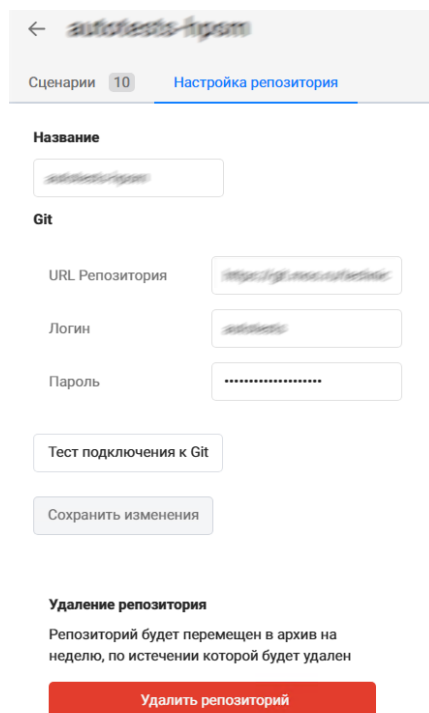 Сценарии 10 Настройка репозитория
Название
Git
URL Репозитория
Логин
Пароль ••••••••••••••••••••
Тест подключения к Git
Сохранить изменения
Удаление репозитория
Репозиторий будет перемещен в архив на
неделю, по истечении которой будет удален
Удалить репозиторий